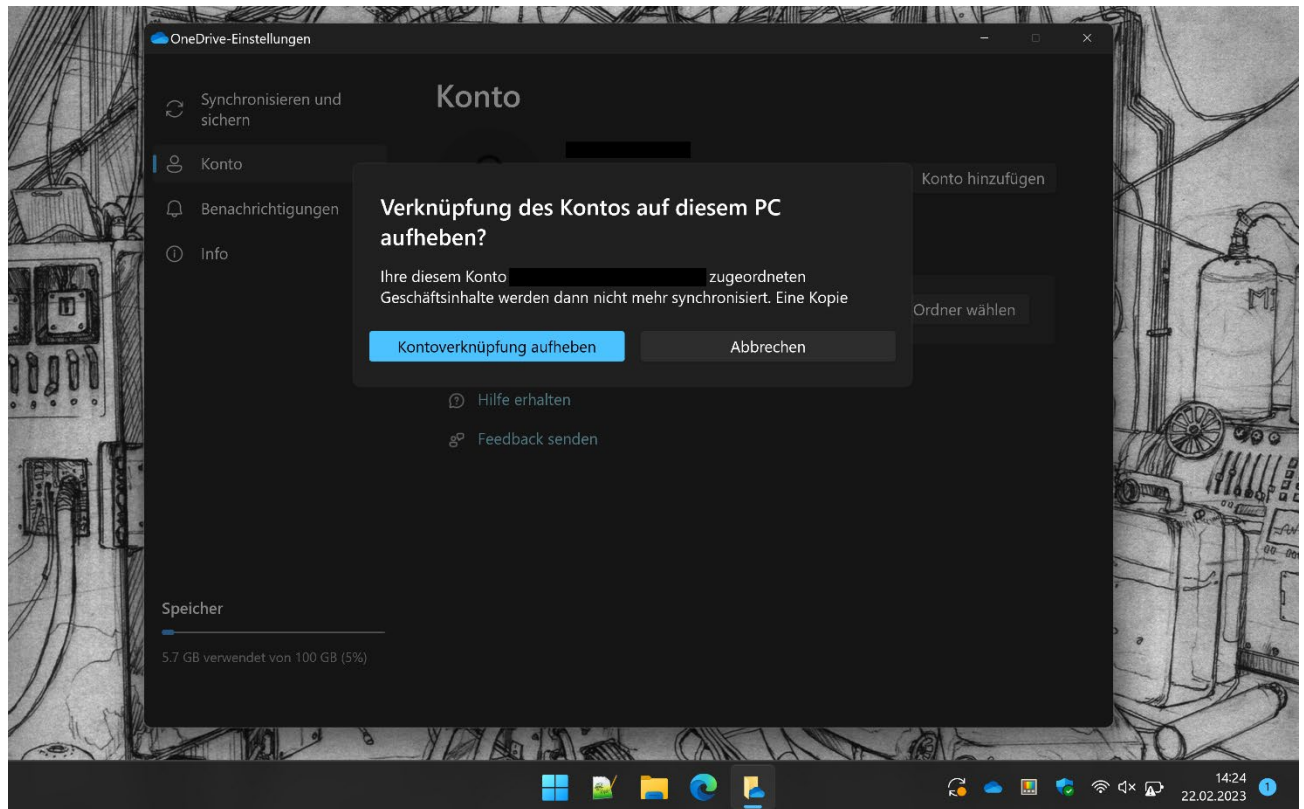 OneDrive-Einstellungen
Synchronisieren und
sichern
Konto
Benachrichtigungen
Info
Konto
Konto hinzufügen
Verknüpfung des Kontos auf diesem PC
aufheben?
Ihre diesem Konto zugeordneten
Geschäftsinhalte werden dann nicht mehr synchronisiert. Eine Kopie
Kontoverknüpfung aufheben
Abbrechen
Ordner wählen
Hilfe erhalten
Feedback senden
Speicher
5.7 GB verwendet von 100 GB (5%)
14:24
22.02.2023
1